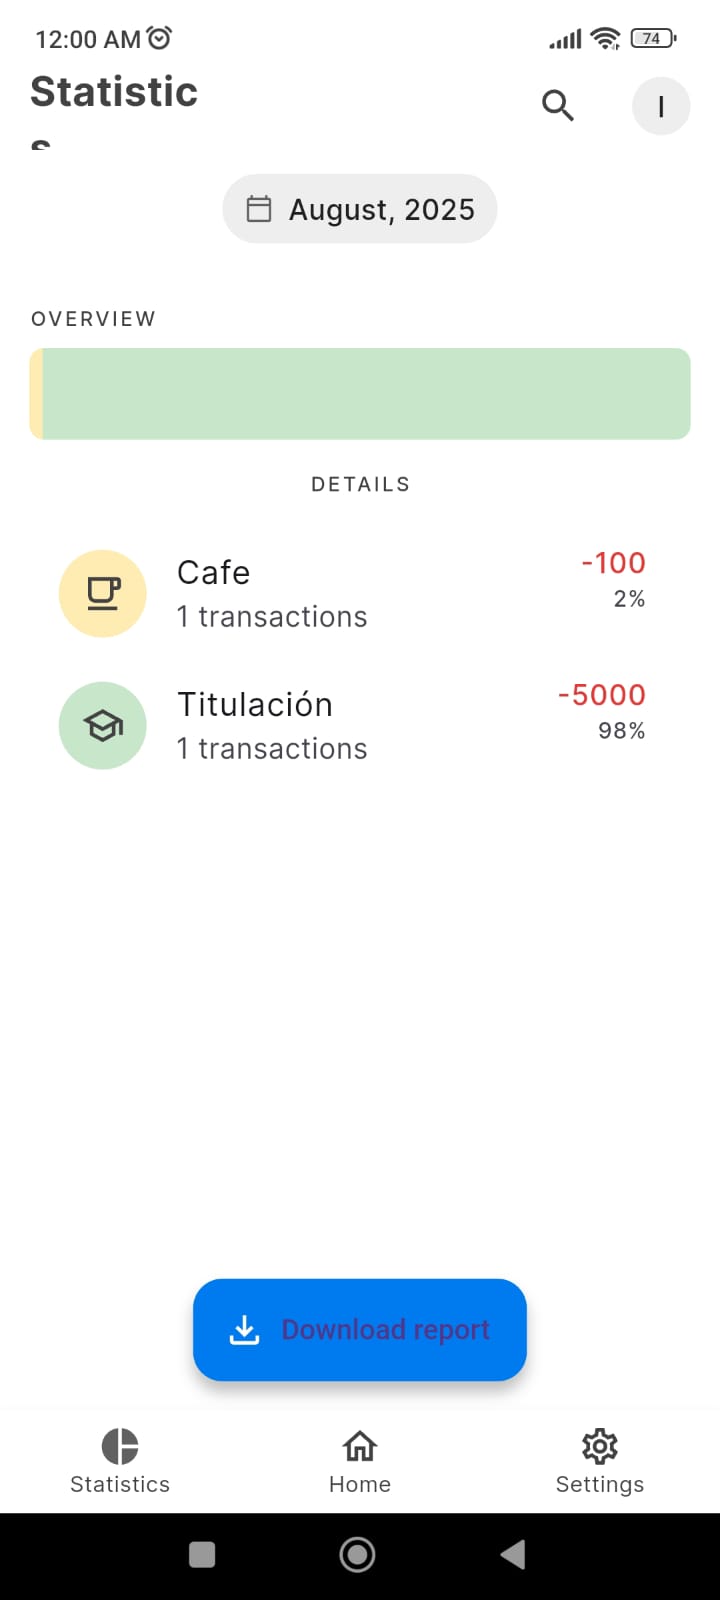 12:00 AM 74
Statistic
s
I
August, 2025
OVERVIEW
DETAILS
Cafe
-100
1 transactions
2%
Titulación
-5000
1 transactions
98%
Download report
Statistics
Home
Settings